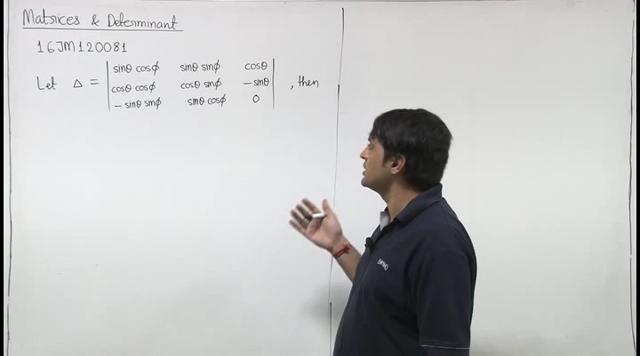 Matrices & Determinant
16JM120081
Let Δ = | sinθ cosϕ sinθ sinϕ cosθ |
| cosθ cosϕ cosθ sinϕ - sinθ | , then
| - sinθ sinϕ sinθ cosϕ 0 |